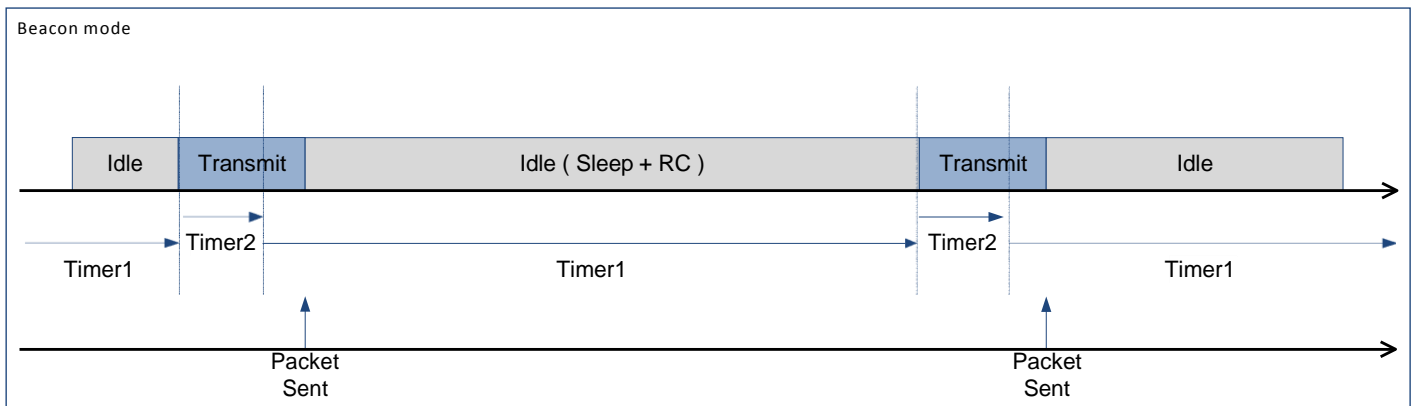 Beacon mode
Idle
Transmit
Idle ( Sleep + RC )
Transmit
Idle
Timer2
Timer2
Timer1
Timer1
Timer1
Packet
Sent
Packet
Sent